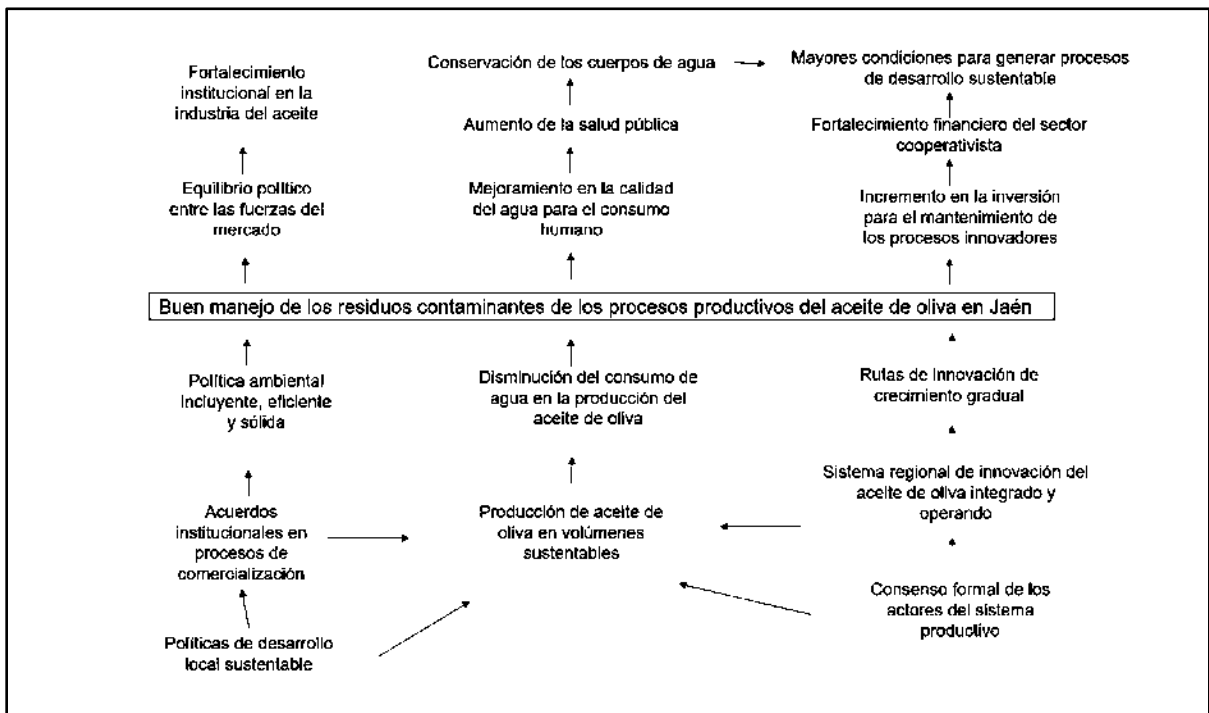 Fortalecimiento
institucional en la
industria del aceite
Conservación de los cuerpos de agua
Mayores condiciones para generar procesos
de desarrollo sustentable
Aumento de la salud pública
Fortalecimiento financiero del sector
cooperativista
Equilibrio político
entre las fuerzas del
mercado
Mejoramiento en la calidad
del agua para el consumo
humano
Incremento en la inversión
para el mantenimiento de
los procesos innovadores
Buen manejo de los residuos contaminantes de los procesos productivos del aceite de oliva en Jaén
Política ambiental
incluyente, eficiente
y sólida
Disminución del consumo de
agua en la producción del
aceite de oliva
Rutas de innovación de
crecimiento gradual
Acuerdos
institucionales en
procesos de
comercialización
Producción de aceite de
oliva en volúmenes
sustentables
Sistema regional de innovación del
aceite de oliva integrado y
operando
Políticas de desarrollo
local sustentable
Consenso formal de los
actores del sistema
productivo